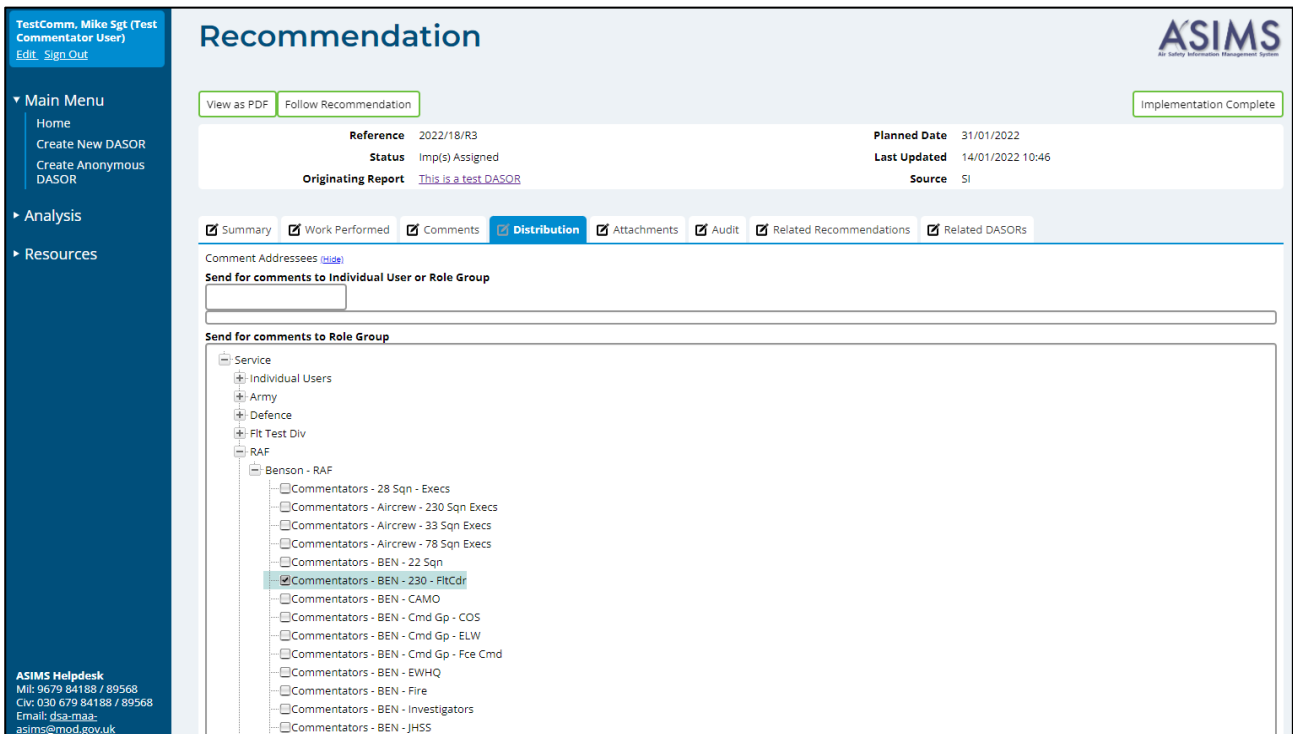 TestComm, Mike Sgt (Test
Commentator User)
Edit Sign Out
Main Menu
Home
Create New DASOR
Create Anonymous
DASOR
Analysis
Resources
ASIMS Helpdesk
Mil: 9679 84188 / 89568
Civ: 030 679 84188 / 89568
Email: dsa-maa-
asims@mod.gov.uk
Recommendation
ASIMS
Air Safety Information Management System
View as PDF Follow Recommendation Implementation Complete
Reference 2022/18/R3 Planned Date 31/01/2022
Status Imp(s) Assigned Last Updated 14/01/2022 10:46
Originating Report This is a test DASOR Source SI
Summary Work Performed Comments Distribution Attachments Audit Related Recommendations Related DASORs
Comment Addressees (Hide)
Send for comments to Individual User or Role Group
Send for comments to Role Group
Service
Individual Users
Army
Defence
Flt Test Div
RAF
Benson - RAF
Commentators - 28 Sqn - Execs
Commentators - Aircrew - 230 Sqn Execs
Commentators - Aircrew - 33 Sqn Execs
Commentators - Aircrew - 78 Sqn Execs
Commentators - BEN - 22 Sqn
Commentators - BEN - 230 - FltCdr
Commentators - BEN - CAMO
Commentators - BEN - Cmd Gp - COS
Commentators - BEN - Cmd Gp - ELW
Commentators - BEN - Cmd Gp - Fce Cmd
Commentators - BEN - EWHQ
Commentators - BEN - Fire
Commentators - BEN - Investigators
Commentators - BEN - JHSS